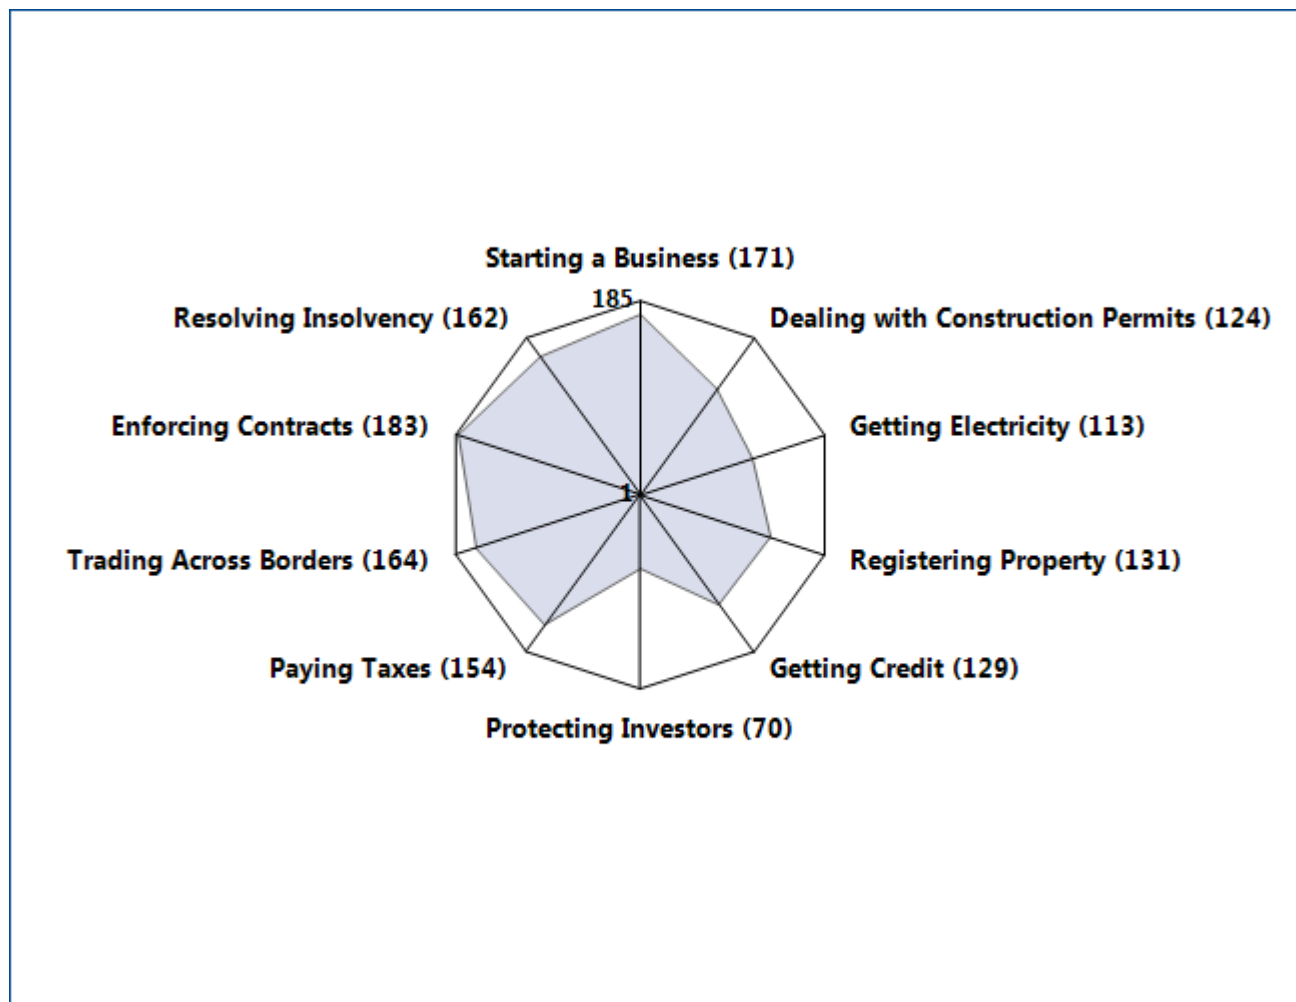 Starting a Business (171)
185
Resolving Insolvency (162)
Dealing with Construction Permits (124)
Enforcing Contracts (183)
Getting Electricity (113)
1
Trading Across Borders (164)
Registering Property (131)
Paying Taxes (154)
Getting Credit (129)
Protecting Investors (70)